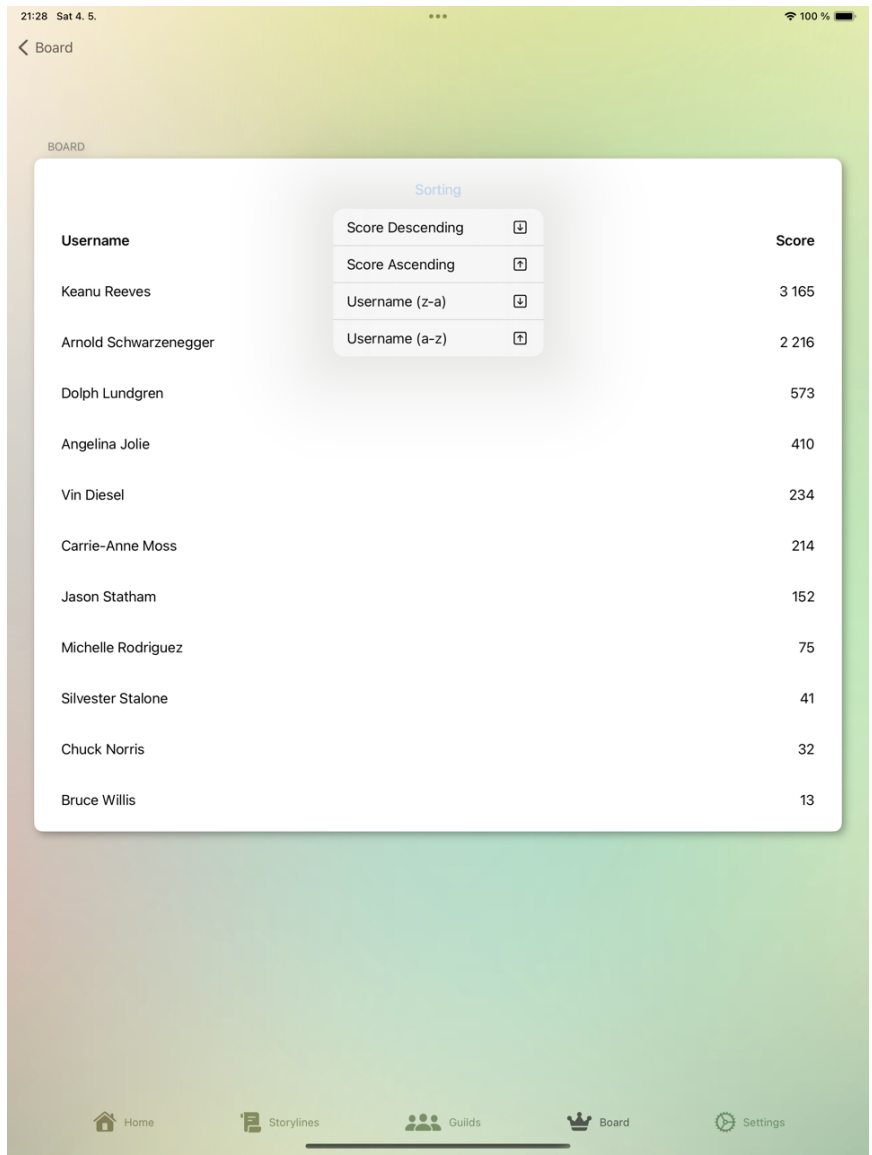 21:28 Sat 4. 5.
100 %
Board
BOARD
Sorting
Score Descending
Score Ascending
Username (z-a)
Username (a-z)
Username Score
Keanu Reeves 3 165
Arnold Schwarzenegger 2 216
Dolph Lundgren 573
Angelina Jolie 410
Vin Diesel 234
Carrie-Anne Moss 214
Jason Statham 152
Michelle Rodriguez 75
Silvester Stalone 41
Chuck Norris 32
Bruce Willis 13
Home Storylines Guilds Board Settings